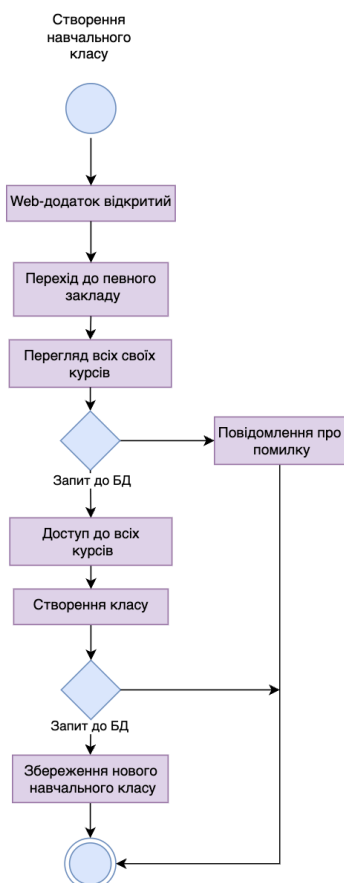 Створення
навчального
класу
Web-додаток відкритий
Перехід до певного
закладу
Перегляд всіх своїх
курсів
Повідомлення про
помилку
Запит до БД
Доступ до всіх
курсів
Створення класу
Запит до БД
Збереження нового
навчального класу